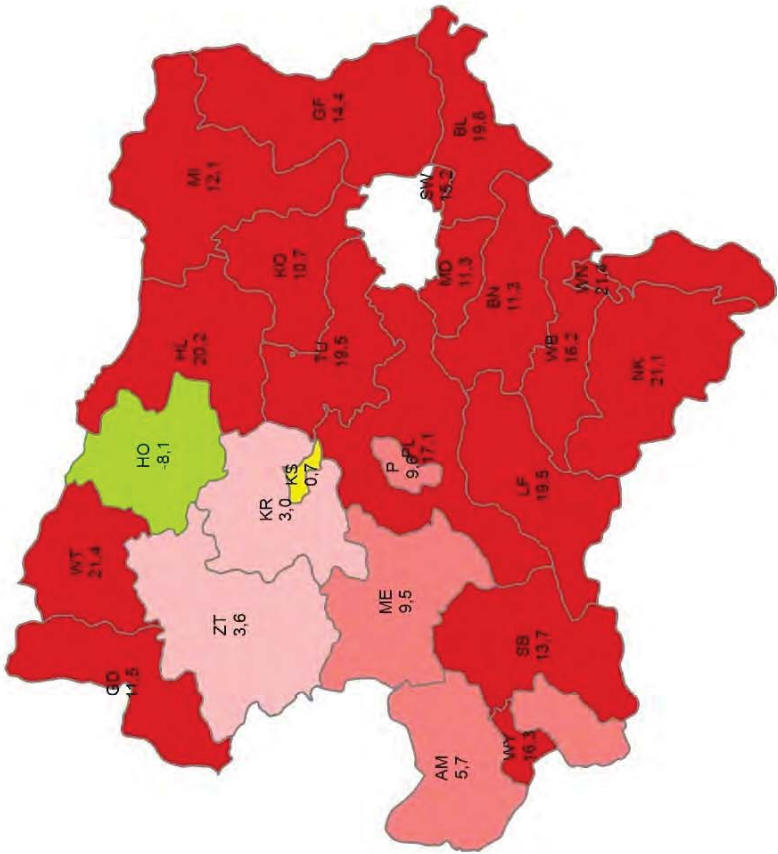 GD
11,5
WT
21,4
HO
-8,1
HL
20,2
MI
12,1
GF
14,4
ZT
3,6
KR
3,0
KS
0,7
KO
10,7
TU
19,5
AM
5,7
ME
9,5
P
9,6
PL
17,1
MD
11,3
SW
15,2
BL
19,8
BN
11,3
WY
16,3
SB
13,7
LF
19,5
WB
16,2
WN
21,4
NK
21,1